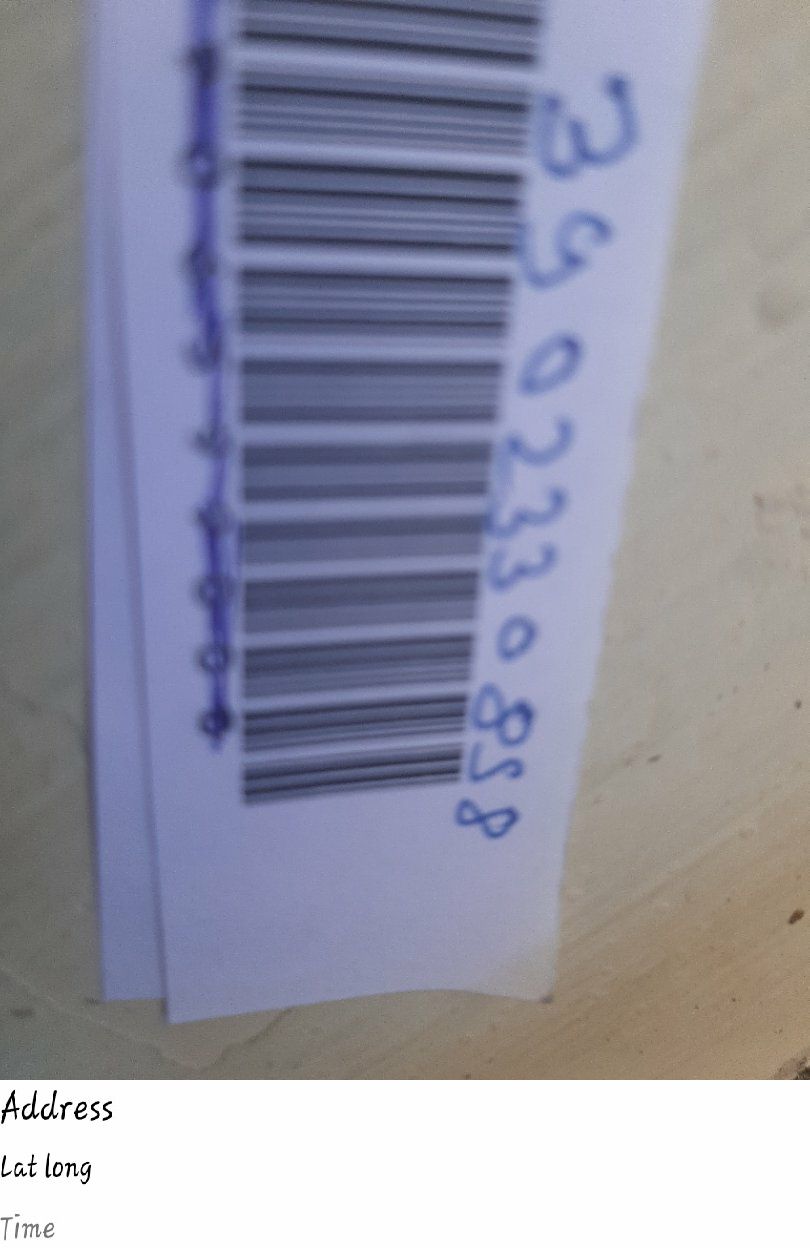 3902330858
Address
Lat long
Time